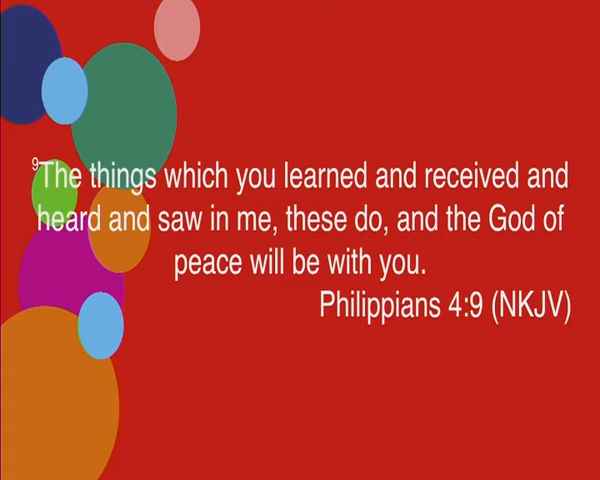 9The things which you learned and received and
heard and saw in me, these do, and the God of
peace will be with you.
Philippians 4:9 (NKJV)